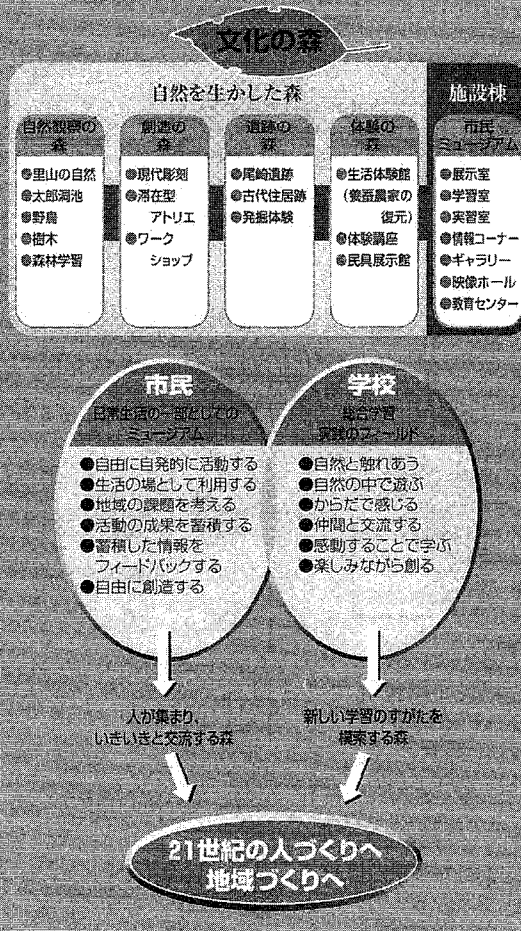 文化の森
自然を生かした森
施設棟
自然観察の
森
●里山の自然
●太郎洞池
●野鳥
●樹木
●森林学習
創造の
森
●現代彫刻
●滞在型
アトリエ
●ワーク
ショップ
遺跡の
森
●尾崎遺跡
●古代住居跡
●発掘体験
体験の
森
●生活体験館
(養蚕農家の
復元)
●体験講座
●民具展示館
市民
ミュージアム
●展示室
●学習室
●実習室
●情報コーナー
●ギャラリー
●映像ホール
●教育センター
市民
日常生活の一部としての
ミュージアム
●自由に自発的に活動する
●生活の場として利用する
●地域の課題を考える
●活動の成果を蓄積する
●蓄積した情報を
フィードバックする
●自由に創造する
学校
総合学習
実践のフィールド
●自然と触れあう
●自然の中で遊ぶ
●からだで感じる
●仲間と交流する
●感動することで学ぶ
●楽しみながら創る
人が集まり、
いきいきと交流する森
新しい学習のすがたを
模索する森
21世紀の人づくりへ
地域づくりへ